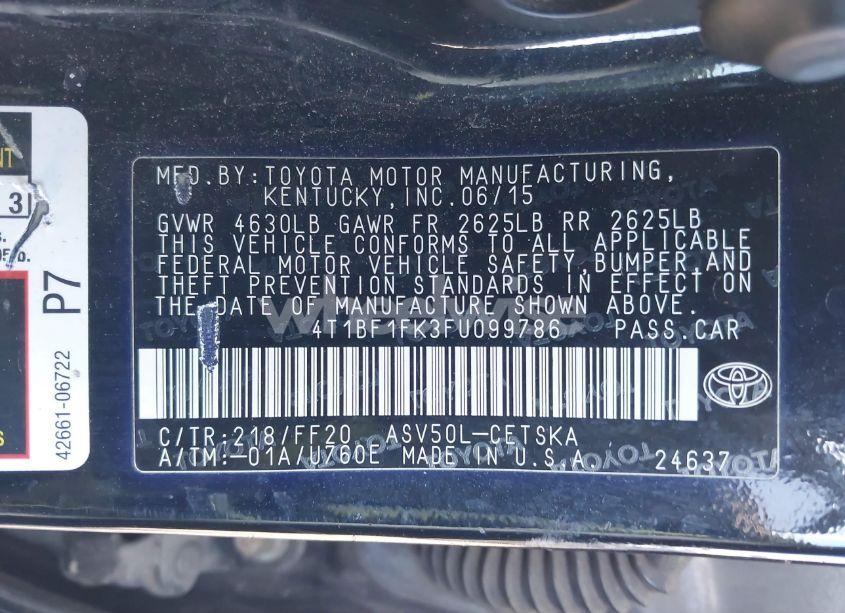 MFD. BY: TOYOTA MOTOR MANUFACTURING,
KENTUCKY, INC. 06/15
GVWR 4630LB GAWR FR 2625LB RR 2625LB
THIS VEHICLE CONFORMS TO ALL APPLICABLE
FEDERAL MOTOR VEHICLE SAFETY, BUMPER, AND
THEFT PREVENTION STANDARDS IN EFFECT ON
THE DATE OF MANUFACTURE SHOWN ABOVE.
4T1BF1FK3FU099786 PASS CAR
C/TR: 218/FF20 ASV50L-CETSKA
A/TM: -01A/U760E MADE IN U.S.A. 24637
3
P7
42661-06722